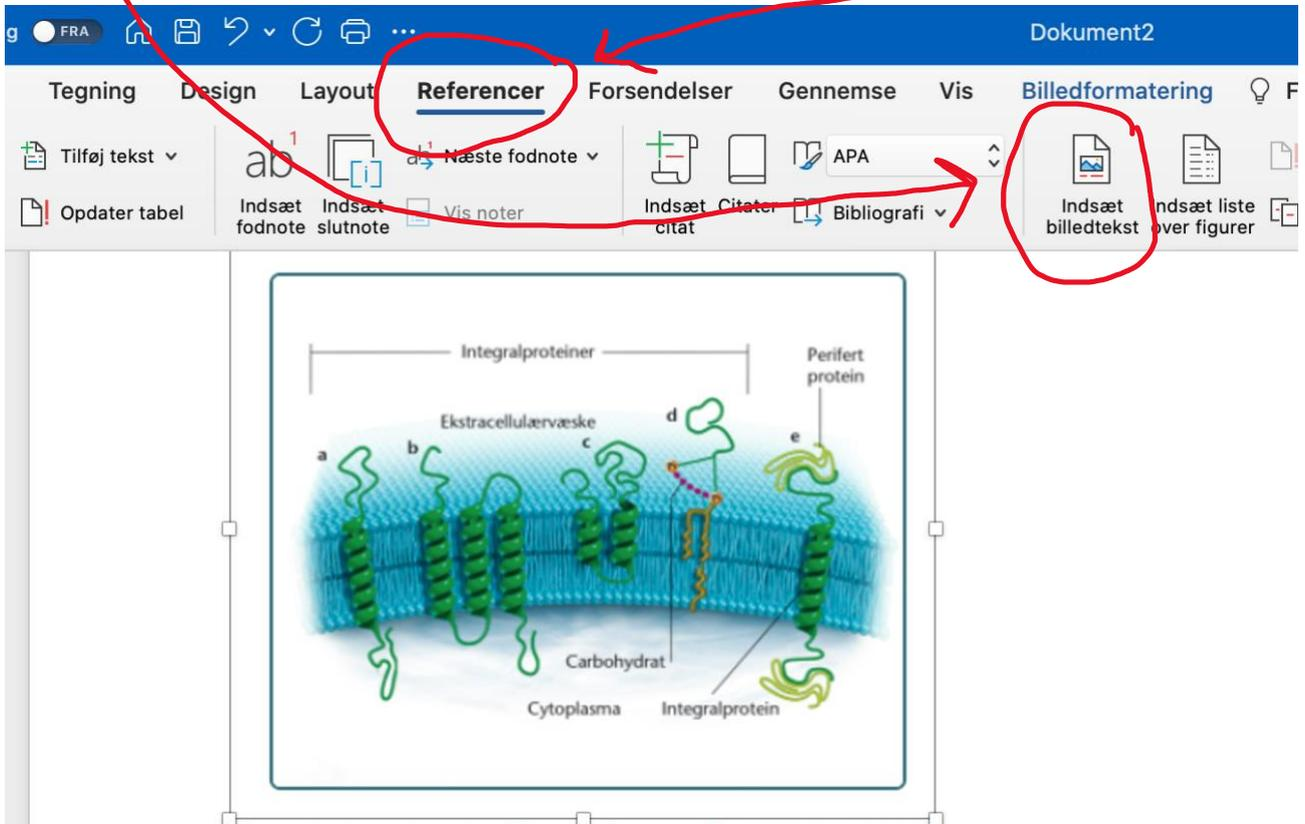 g FRA Dokument2
Tegning Design Layout Referencer Forsendelser Gennemse Vis Billedformatering F
Tilføj tekst
Opdater tabel
ab1
Indsæt
fodnote
[i]
Indsæt
slutnote
ab1 Næste fodnote
Vis noter
Indsæt
citat
Citater
APA
Bibliografi
Indsæt
billedtekst
Indsæt liste
over figurer
Integralproteiner
Perifert
protein
Ekstracellulærvæske
a
b
c
d
e
Carbohydrat
Cytoplasma
Integralprotein